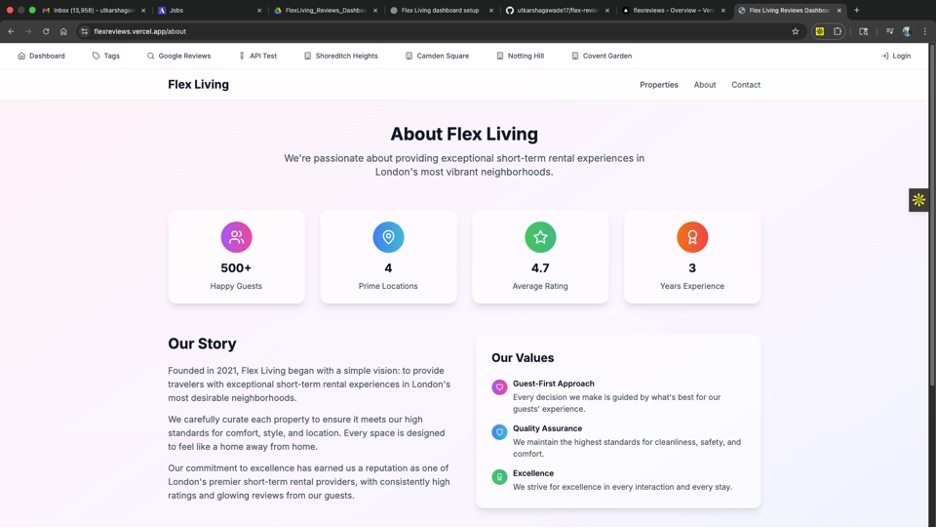 Inbox (13,958) - utkarshagaw
Jobs
FlexLiving_Reviews_Dashbo
Flex Living dashboard setup
utkarshagawade17/flex-revie
flexreviews - Overview – Ver
Flex Living Reviews Dashboa
flexreviews.vercel.app/about
Dashboard
Tags
Google Reviews
API Test
Shoreditch Heights
Camden Square
Notting Hill
Covent Garden
Login
Flex Living
Properties
About
Contact
About Flex Living
We're passionate about providing exceptional short-term rental experiences in
London's most vibrant neighborhoods.
500+
Happy Guests
4
Prime Locations
4.7
Average Rating
3
Years Experience
Our Story
Founded in 2021, Flex Living began with a simple vision: to provide
travelers with exceptional short-term rental experiences in London's
most desirable neighborhoods.
We carefully curate each property to ensure it meets our high
standards for comfort, style, and location. Every space is designed
to feel like a home away from home.
Our commitment to excellence has earned us a reputation as one of
London's premier short-term rental providers, with consistently high
ratings and glowing reviews from our guests.
Our Values
Guest-First Approach
Every decision we make is guided by what's best for our
guests' experience.
Quality Assurance
We maintain the highest standards for cleanliness, safety, and
comfort.
Excellence
We strive for excellence in every interaction and every stay.